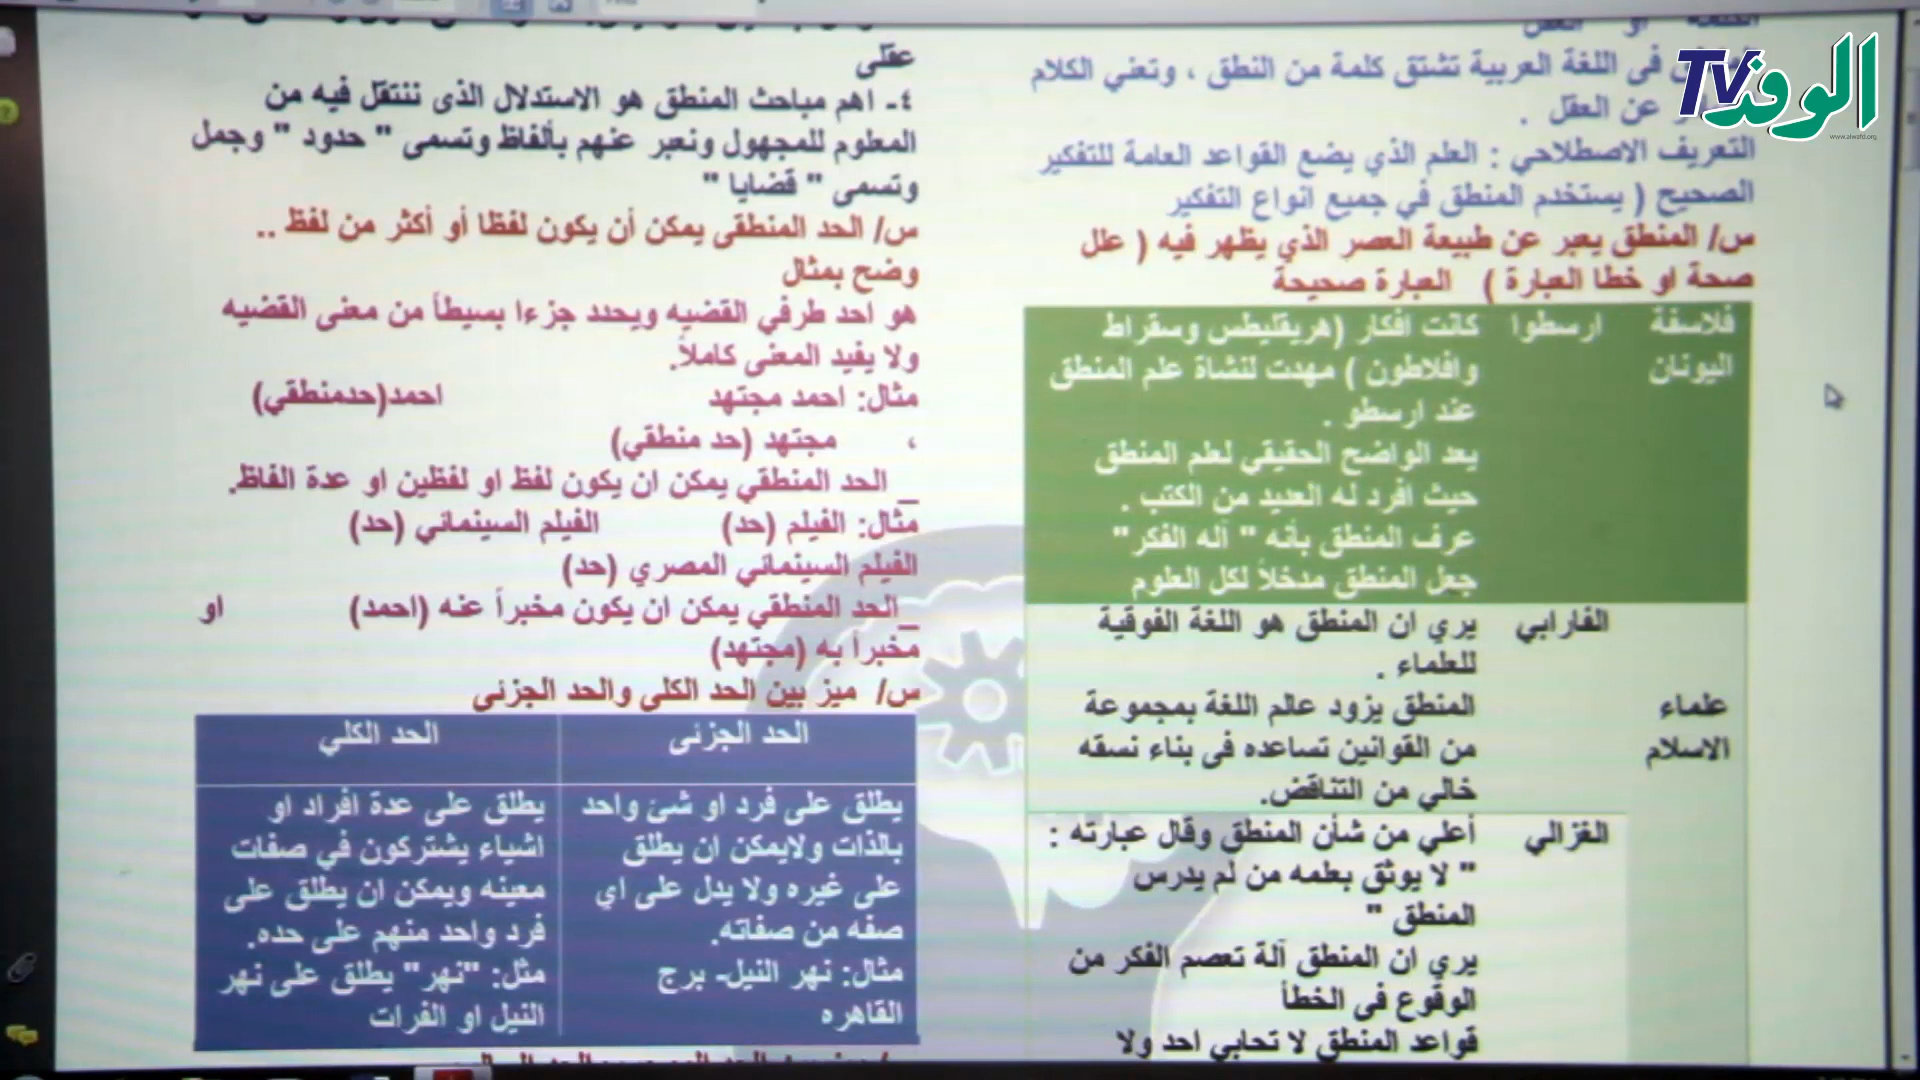 الوفد TV
www.alwafd.org
فى اللغة العربية تشتق كلمة من النطق ، وتعني الكلام
عن العقل .
التعريف الاصطلاحي : العلم الذي يضع القواعد العامة للتفكير
الصحيح ( يستخدم المنطق في جميع انواع التفكير
س/ المنطق يعبر عن طبيعة العصر الذي يظهر فيه ( علل
صحة او خطا العبارة ) العبارة صحيحة
فلاسفة ارسطوا كانت افكار (هريقليطس وسقراط
اليونان وافلاطون ) مهدت لنشاة علم المنطق
عند ارسطو .
يعد الواضح الحقيقي لعلم المنطق
حيث افرد له العديد من الكتب .
عرف المنطق بأنه " آله الفكر"
جعل المنطق مدخلاً لكل العلوم
الفارابي يري ان المنطق هو اللغة الفوقية
للعلماء .
علماء المنطق يزود عالم اللغة بمجموعة
الاسلام من القوانين تساعده فى بناء نسقه
خالي من التناقض.
الغزالي أعلي من شأن المنطق وقال عبارته :
" لا يوثق بعلمه من لم يدرس
المنطق "
يري ان المنطق آلة تعصم الفكر من
الوقوع فى الخطأ
قواعد المنطق لا تحابي احد ولا
عقلى
٤- اهم مباحث المنطق هو الاستدلال الذى ننتقل فيه من
المعلوم للمجهول ونعبر عنهم بألفاظ وتسمى " حدود " وجمل
وتسمى " قضايا "
س/ الحد المنطقى يمكن أن يكون لفظا أو أكثر من لفظ ..
وضح بمثال
هو احد طرفي القضيه ويحدد جزءا بسيطاً من معنى القضيه
ولا يفيد المعنى كاملاً.
مثال: احمد مجتهد احمد(حدمنطقي)
، مجتهد (حد منطقي)
_ الحد المنطقي يمكن ان يكون لفظ او لفظين او عدة الفاظ.
مثال: الفيلم (حد) الفيلم السينمائي (حد)
الفيلم السينمائي المصري (حد)
_الحد المنطقي يمكن ان يكون مخبراً عنه (احمد) او
مخبراً به (مجتهد)
س/ ميز بين الحد الكلى والحد الجزئى
الحد الجزئى الحد الكلي
يطلق على فرد او شئ واحد
بالذات ولايمكن ان يطلق
على غيره ولا يدل على اي
صفه من صفاته.
مثال: نهر النيل- برج
القاهره
يطلق على عدة افراد او
اشياء يشتركون في صفات
معينه ويمكن ان يطلق على
فرد واحد منهم على حده.
مثل: "نهر" يطلق على نهر
النيل او الفرات